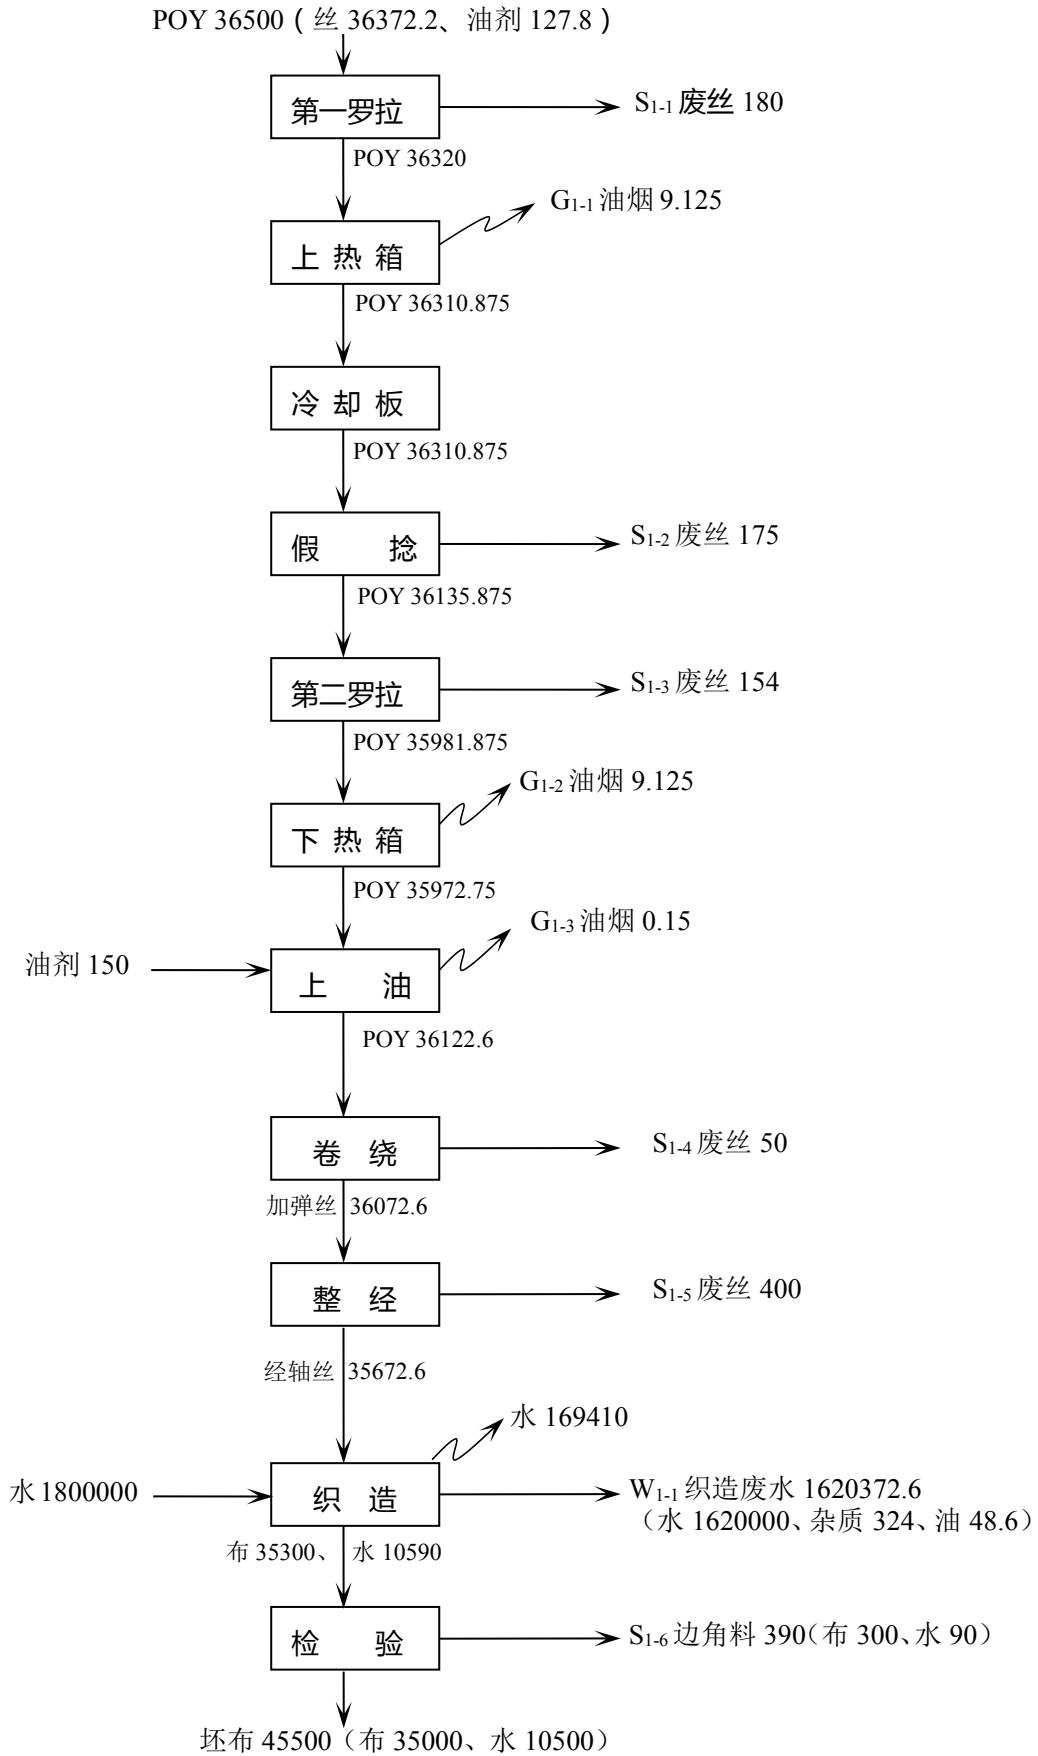 POY 36500（丝 36372.2、油剂 127.8）
第一罗拉
S1-1 废丝 180
POY 36320
G1-1 油烟 9.125
上热箱
POY 36310.875
冷却板
POY 36310.875
假 捻
S1-2 废丝 175
POY 36135.875
第二罗拉
S1-3 废丝 154
POY 35981.875
G1-2 油烟 9.125
下热箱
POY 35972.75
G1-3 油烟 0.15
油剂 150
上 油
POY 36122.6
卷 绕
S1-4 废丝 50
加弹丝 36072.6
整 经
S1-5 废丝 400
经轴丝 35672.6
水 169410
水 1800000
织 造
W1-1 织造废水 1620372.6
（水 1620000、杂质 324、油 48.6）
布 35300、 水 10590
检 验
S1-6 边角料 390（布 300、水 90）
坯布 45500（布 35000、水 10500）